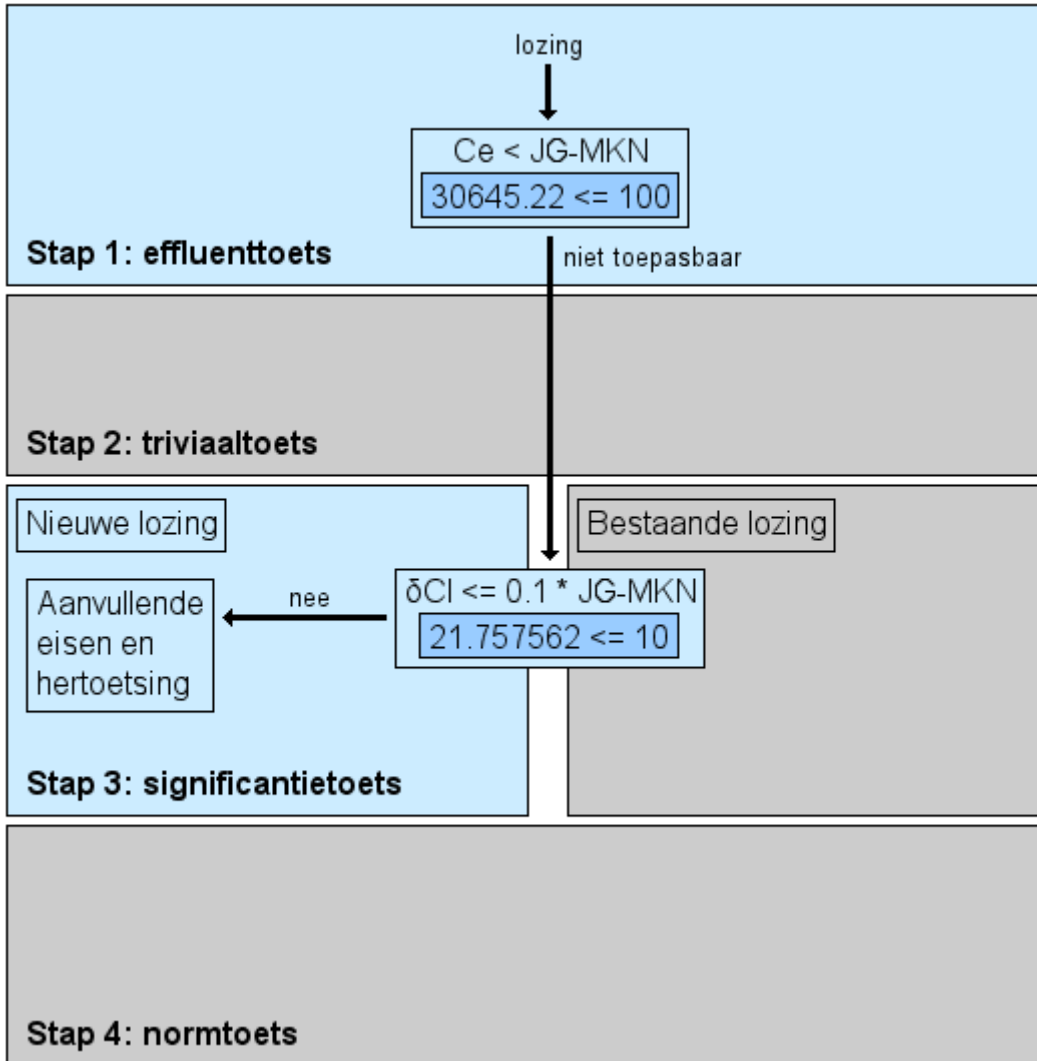 lozing
Ce < JG-MKN
30645.22 <= 100
Stap 1: effluenttoets
niet toepasbaar
Stap 2: triviaaltoets
Nieuwe lozing
Bestaande lozing
Aanvullende
eisen en
hertoetsing
nee
δCl <= 0.1 * JG-MKN
21.757562 <= 10
Stap 3: significantietoets
Stap 4: normtoets